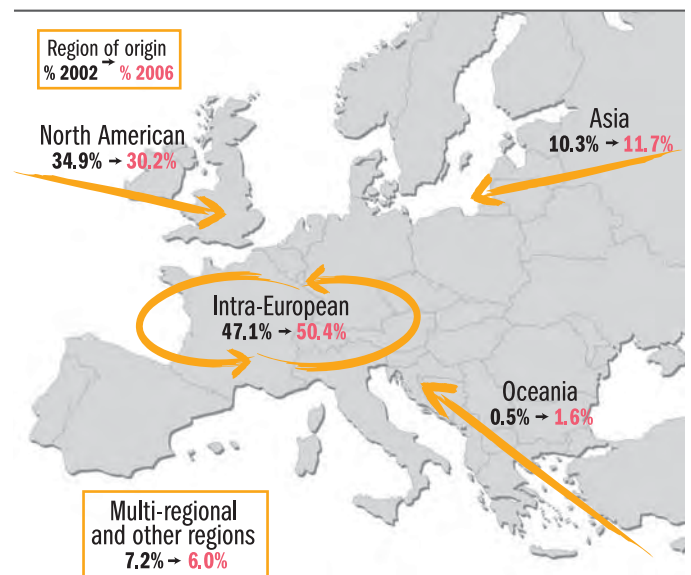 Region of origin
% 2002 → % 2006
North American
34.9% → 30.2%
Asia
10.3% → 11.7%
Intra-European
47.1% → 50.4%
Oceania
0.5% → 1.6%
Multi-regional
and other regions
7.2% → 6.0%